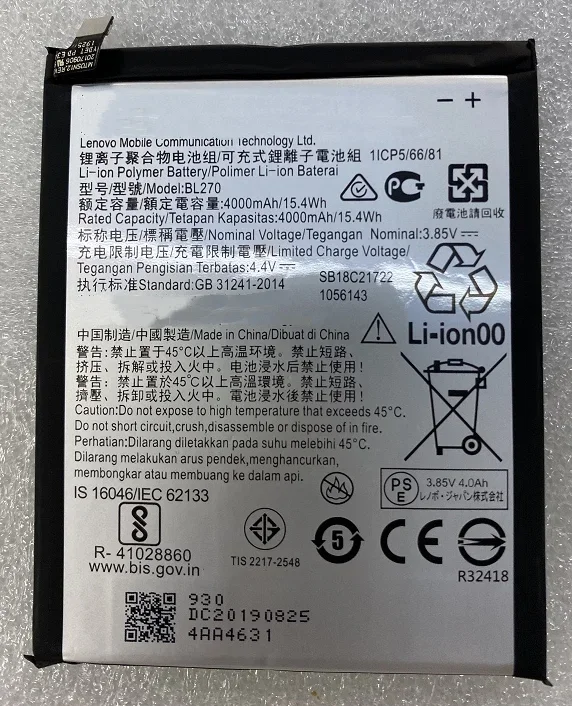 MTOSN12,REV
20170906
YDET PD.E3
1925
− +
Lenovo Mobile Communication Technology Ltd.
锂离子聚合物电池组/可充式鋰離子電池組 1ICP5/66/81
Li-ion Polymer Battery/Polimer Li-ion Baterai
型号/型號/Model:BL270
额定容量/額定電容量:4000mAh/15.4Wh
Rated Capacity/Tetapan Kapasitas:4000mAh/15.4Wh
廢電池請回收
标称电压/標稱電壓/Nominal Voltage/Tegangan Nominal:3.85V
充电限制电压/充電限制電壓/Limited Charge Voltage/
Tegangan Pengisian Terbatas:4.4V
执行标准Standard:GB 31241-2014
SB18C21722
1056143
Li-ion00
中国制造/中國製造/Made in China/Dibuat di China
警告:禁止置于45°C以上高温环境。禁止短路、
挤压、拆解或投入火中。电池浸水后禁止使用!
警告:禁止置於45°C以上高溫環境。禁止短路、
擠壓、拆卸或投入火中。電池浸水後禁止使用!
Caution:Do not expose to high temperature that exceeds 45°C.
Do not short circuit,crush,disassemble or dispose of in fire.
Perhatian:Dilarang diletakkan pada suhu melebihi 45°C.
Dilarang melakukan arus pendek,menghancurkan,
membongkar atau membuang ke dalam api.
IS 16046/IEC 62133
PS
E
3.85V 4.0Ah
レノボ・ジャパン株式会社
R- 41028860
www.bis.gov.in
TIS 2217-2548
5
CE
R32418
930
DC20190825
4AA4631